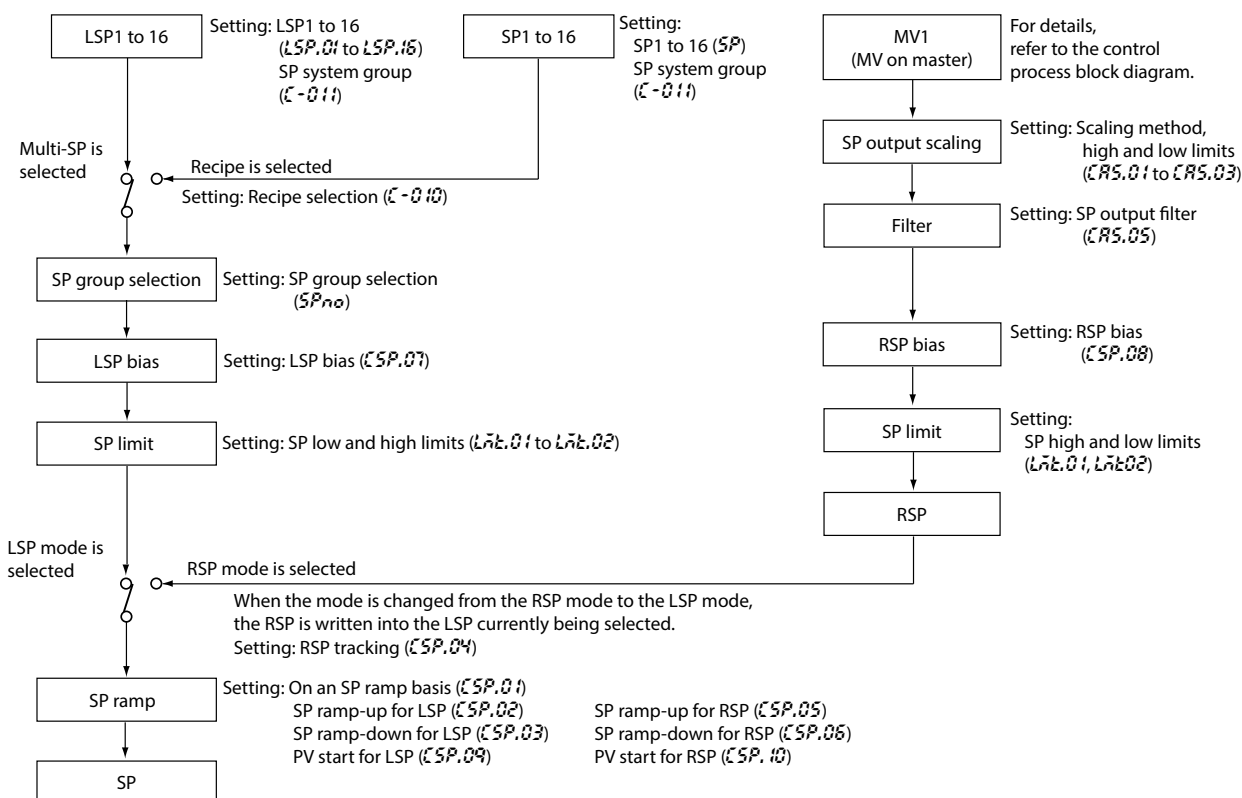 LSP1 to 16
Setting: LSP1 to 16
(LSP.01 to LSP.16)
SP system group
(C-011)
SP1 to 16
Setting:
SP1 to 16 (SP)
SP system group
(C-011)
MV1
(MV on master)
For details,
refer to the control
process block diagram.
SP output scaling
Setting: Scaling method,
high and low limits
(CAS.01 to CAS.03)
Multi-SP is
selected
Recipe is selected
Setting: Recipe selection (C-010)
Filter
Setting: SP output filter
(CAS.05)
SP group selection
Setting: SP group selection
(SPno)
LSP bias
Setting: LSP bias (CSP.07)
RSP bias
Setting: RSP bias
(CSP.08)
SP limit
Setting: SP low and high limits (Lmt.01 to Lmt.02)
SP limit
Setting:
SP high and low limits
(Lmt.01, Lmt02)
RSP
LSP mode is
selected
RSP mode is selected
When the mode is changed from the RSP mode to the LSP mode,
the RSP is written into the LSP currently being selected.
Setting: RSP tracking (CSP.04)
SP ramp
Setting: On an SP ramp basis (CSP.01)
SP ramp-up for LSP (CSP.02) SP ramp-up for RSP (CSP.05)
SP ramp-down for LSP (CSP.03) SP ramp-down for RSP (CSP.06)
PV start for LSP (CSP.09) PV start for RSP (CSP.10)
SP